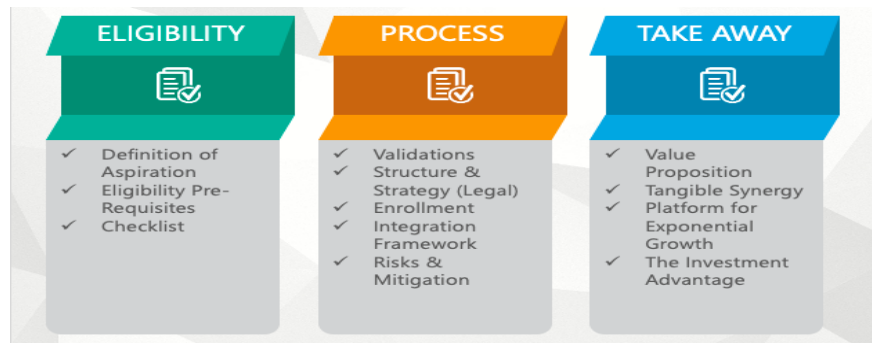 ELIGIBILITY
Definition of
Aspiration
Eligibility Pre-
Requisites
Checklist
PROCESS
Validations
Structure &
Strategy (Legal)
Enrollment
Integration
Framework
Risks &
Mitigation
TAKE AWAY
Value
Proposition
Tangible Synergy
Platform for
Exponential
Growth
The Investment
Advantage